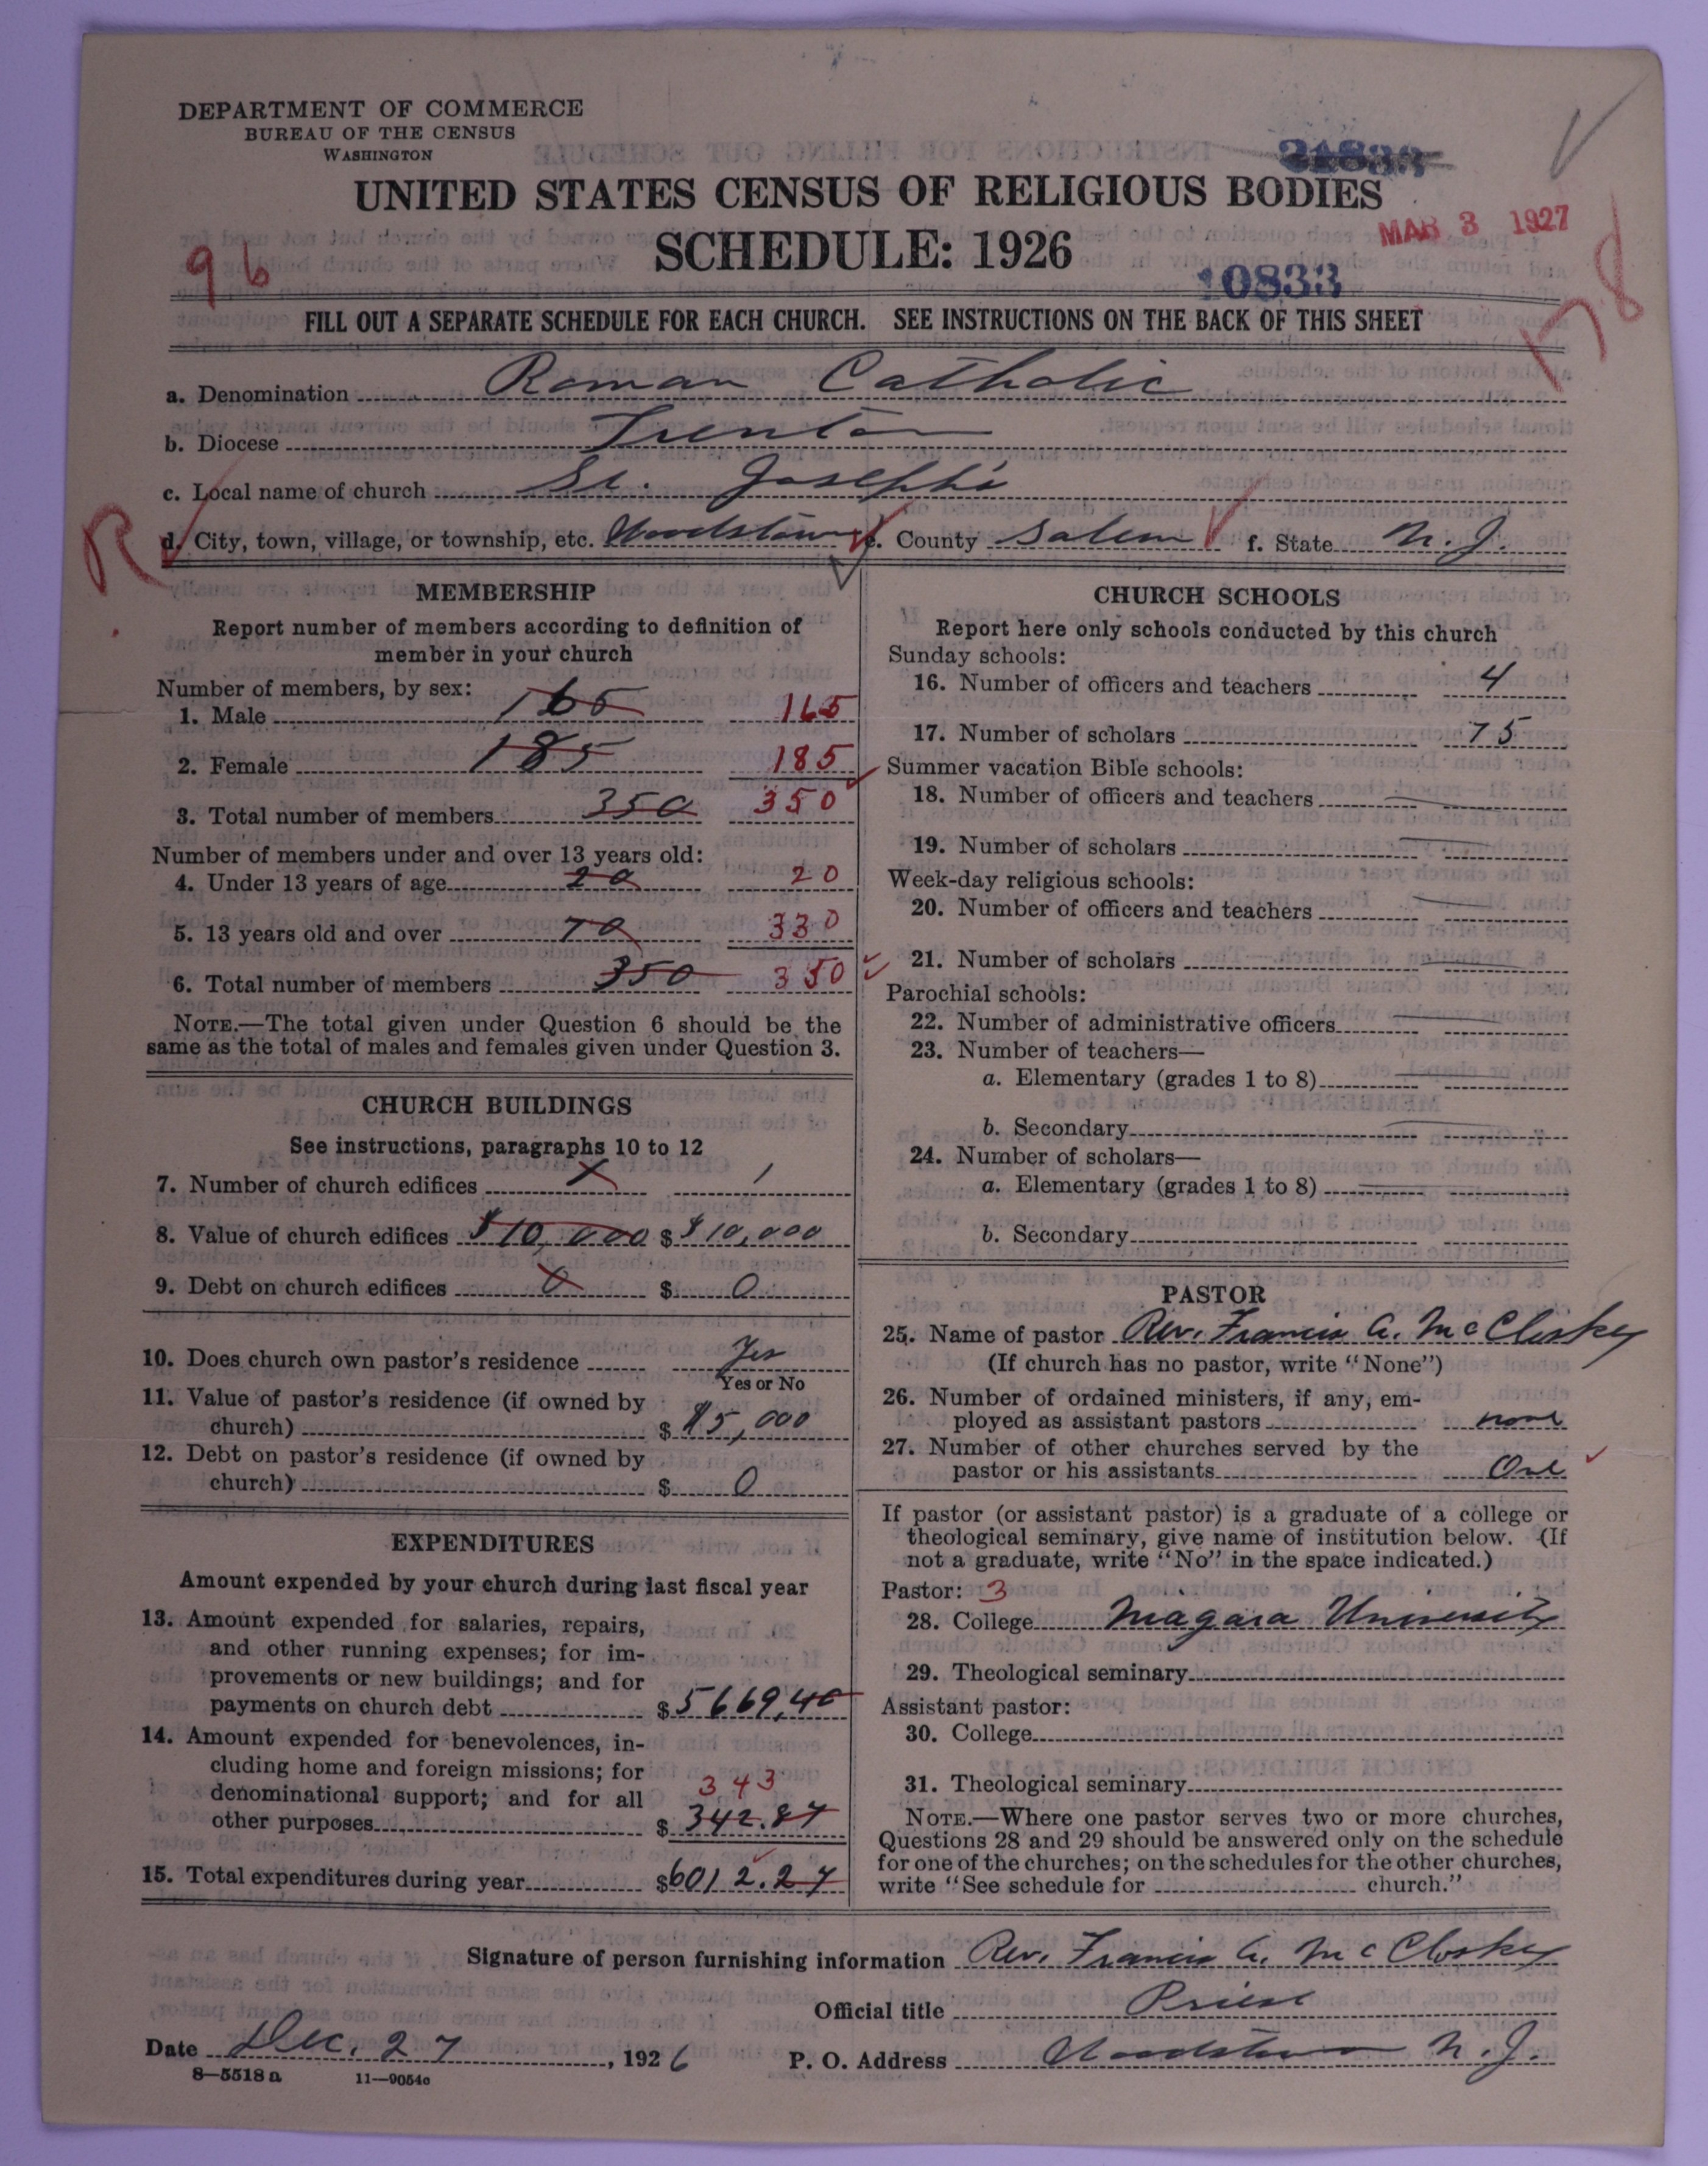 DEPARTMENT OF COMMERCE
BUREAU OF THE CENSUS
WASHINGTON
UNITED STATES CENSUS OF RELIGIOUS BODIES
SCHEDULE: 1926
MAR 3 1927
96
10833
FILL OUT A SEPARATE SCHEDULE FOR EACH CHURCH. SEE INSTRUCTIONS ON THE BACK OF THIS SHEET
a. Denomination Roman Catholic
b. Diocese Trenton
c. Local name of church St. Joseph's
R
d. City, town, village, or township, etc. Woodstown e. County Salem f. State N. J.
MEMBERSHIP
Report number of members according to definition of
member in your church
Number of members, by sex:
1. Male 165 165
2. Female 185 185
3. Total number of members 350 350
Number of members under and over 13 years old:
4. Under 13 years of age 20 20
5. 13 years old and over 70 330
6. Total number of members 350 350
NOTE.—The total given under Question 6 should be the
same as the total of males and females given under Question 3.
CHURCH BUILDINGS
See instructions, paragraphs 10 to 12
7. Number of church edifices 1
8. Value of church edifices $10,000 $ $10,000
9. Debt on church edifices 0 $ 0
10. Does church own pastor's residence Yes
Yes or No
11. Value of pastor's residence (if owned by
church) $ $5,000
12. Debt on pastor's residence (if owned by
church) $ 0
EXPENDITURES
Amount expended by your church during last fiscal year
13. Amount expended for salaries, repairs,
and other running expenses; for im-
provements or new buildings; and for
payments on church debt $ 5669.40
14. Amount expended for benevolences, in-
cluding home and foreign missions; for
denominational support; and for all 343
other purposes $ 342.87
15. Total expenditures during year $ 6012.27
CHURCH SCHOOLS
Report here only schools conducted by this church
Sunday schools:
16. Number of officers and teachers 4
17. Number of scholars 75
Summer vacation Bible schools:
18. Number of officers and teachers
19. Number of scholars
Week-day religious schools:
20. Number of officers and teachers
21. Number of scholars
Parochial schools:
22. Number of administrative officers
23. Number of teachers—
a. Elementary (grades 1 to 8)
b. Secondary
24. Number of scholars—
a. Elementary (grades 1 to 8)
b. Secondary
PASTOR
25. Name of pastor Rev. Francis A. McCloskey
(If church has no pastor, write "None")
26. Number of ordained ministers, if any, em-
ployed as assistant pastors none
27. Number of other churches served by the
pastor or his assistants One
If pastor (or assistant pastor) is a graduate of a college or
theological seminary, give name of institution below. (If
not a graduate, write "No" in the space indicated.)
Pastor: 3
28. College Niagara University
29. Theological seminary
Assistant pastor:
30. College
31. Theological seminary
NOTE.—Where one pastor serves two or more churches,
Questions 28 and 29 should be answered only on the schedule
for one of the churches; on the schedules for the other churches,
write "See schedule for church."
Signature of person furnishing information Rev. Francis A. McCloskey
Official title Priest
Date Dec. 27, 1926 P. O. Address Woodstown N. J.
8—5518 a 11—9054c